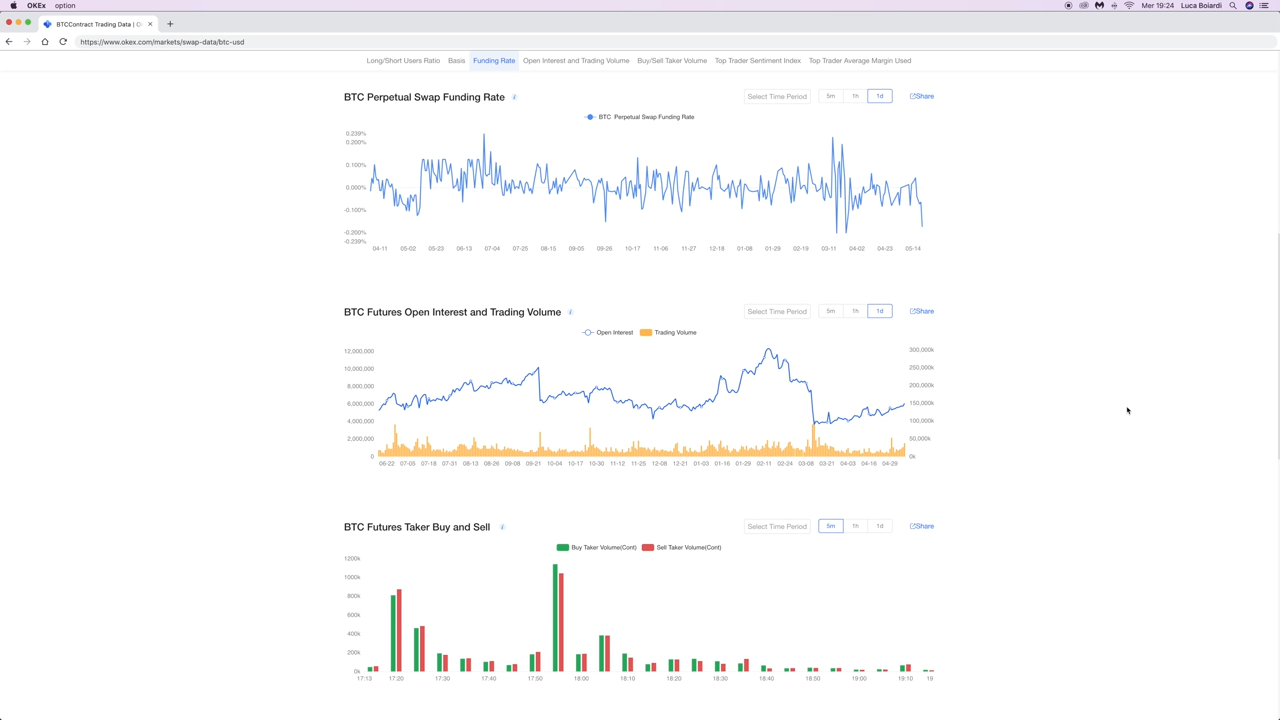 OKEx option Mer 19:24 Luca Boiardi
BTCContract Trading Data | O
https://www.okex.com/markets/swap-data/btc-usd
Long/Short Users Ratio Basis Funding Rate Open Interest and Trading Volume Buy/Sell Taker Volume Top Trader Sentiment Index Top Trader Average Margin Used
BTC Perpetual Swap Funding Rate i Select Time Period 5m 1h 1d Share
BTC Perpetual Swap Funding Rate
0.239%
0.200%
0.100%
0.000%
-0.100%
-0.200%
-0.239%
04-11 05-02 05-23 06-13 07-04 07-25 08-15 09-05 09-26 10-17 11-06 11-27 12-18 01-08 01-29 02-19 03-11 04-02 04-23 05-14
BTC Futures Open Interest and Trading Volume i Select Time Period 5m 1h 1d Share
Open Interest Trading Volume
12,000,000 300,000k
10,000,000 250,000k
8,000,000 200,000k
6,000,000 150,000k
4,000,000 100,000k
2,000,000 50,000k
0 0k
06-22 07-05 07-18 07-31 08-13 08-26 09-08 09-21 10-04 10-17 10-30 11-12 11-25 12-08 12-21 01-03 01-16 01-29 02-11 02-24 03-08 03-21 04-03 04-16 04-29
BTC Futures Taker Buy and Sell i Select Time Period 5m 1h 1d Share
Buy Taker Volume(Cont) Sell Taker Volume(Cont)
1200k
1000k
800k
600k
400k
200k
0k
17:13 17:20 17:30 17:40 17:50 18:00 18:10 18:20 18:30 18:40 18:50 19:00 19:10 19